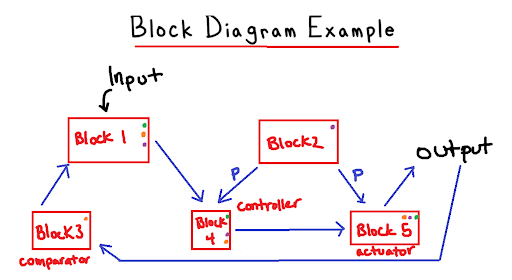 Block Diagram Example
Input
Block 1
Block2
output
P
P
controller
Block3
Block
4
Block 5
comparator
actuator